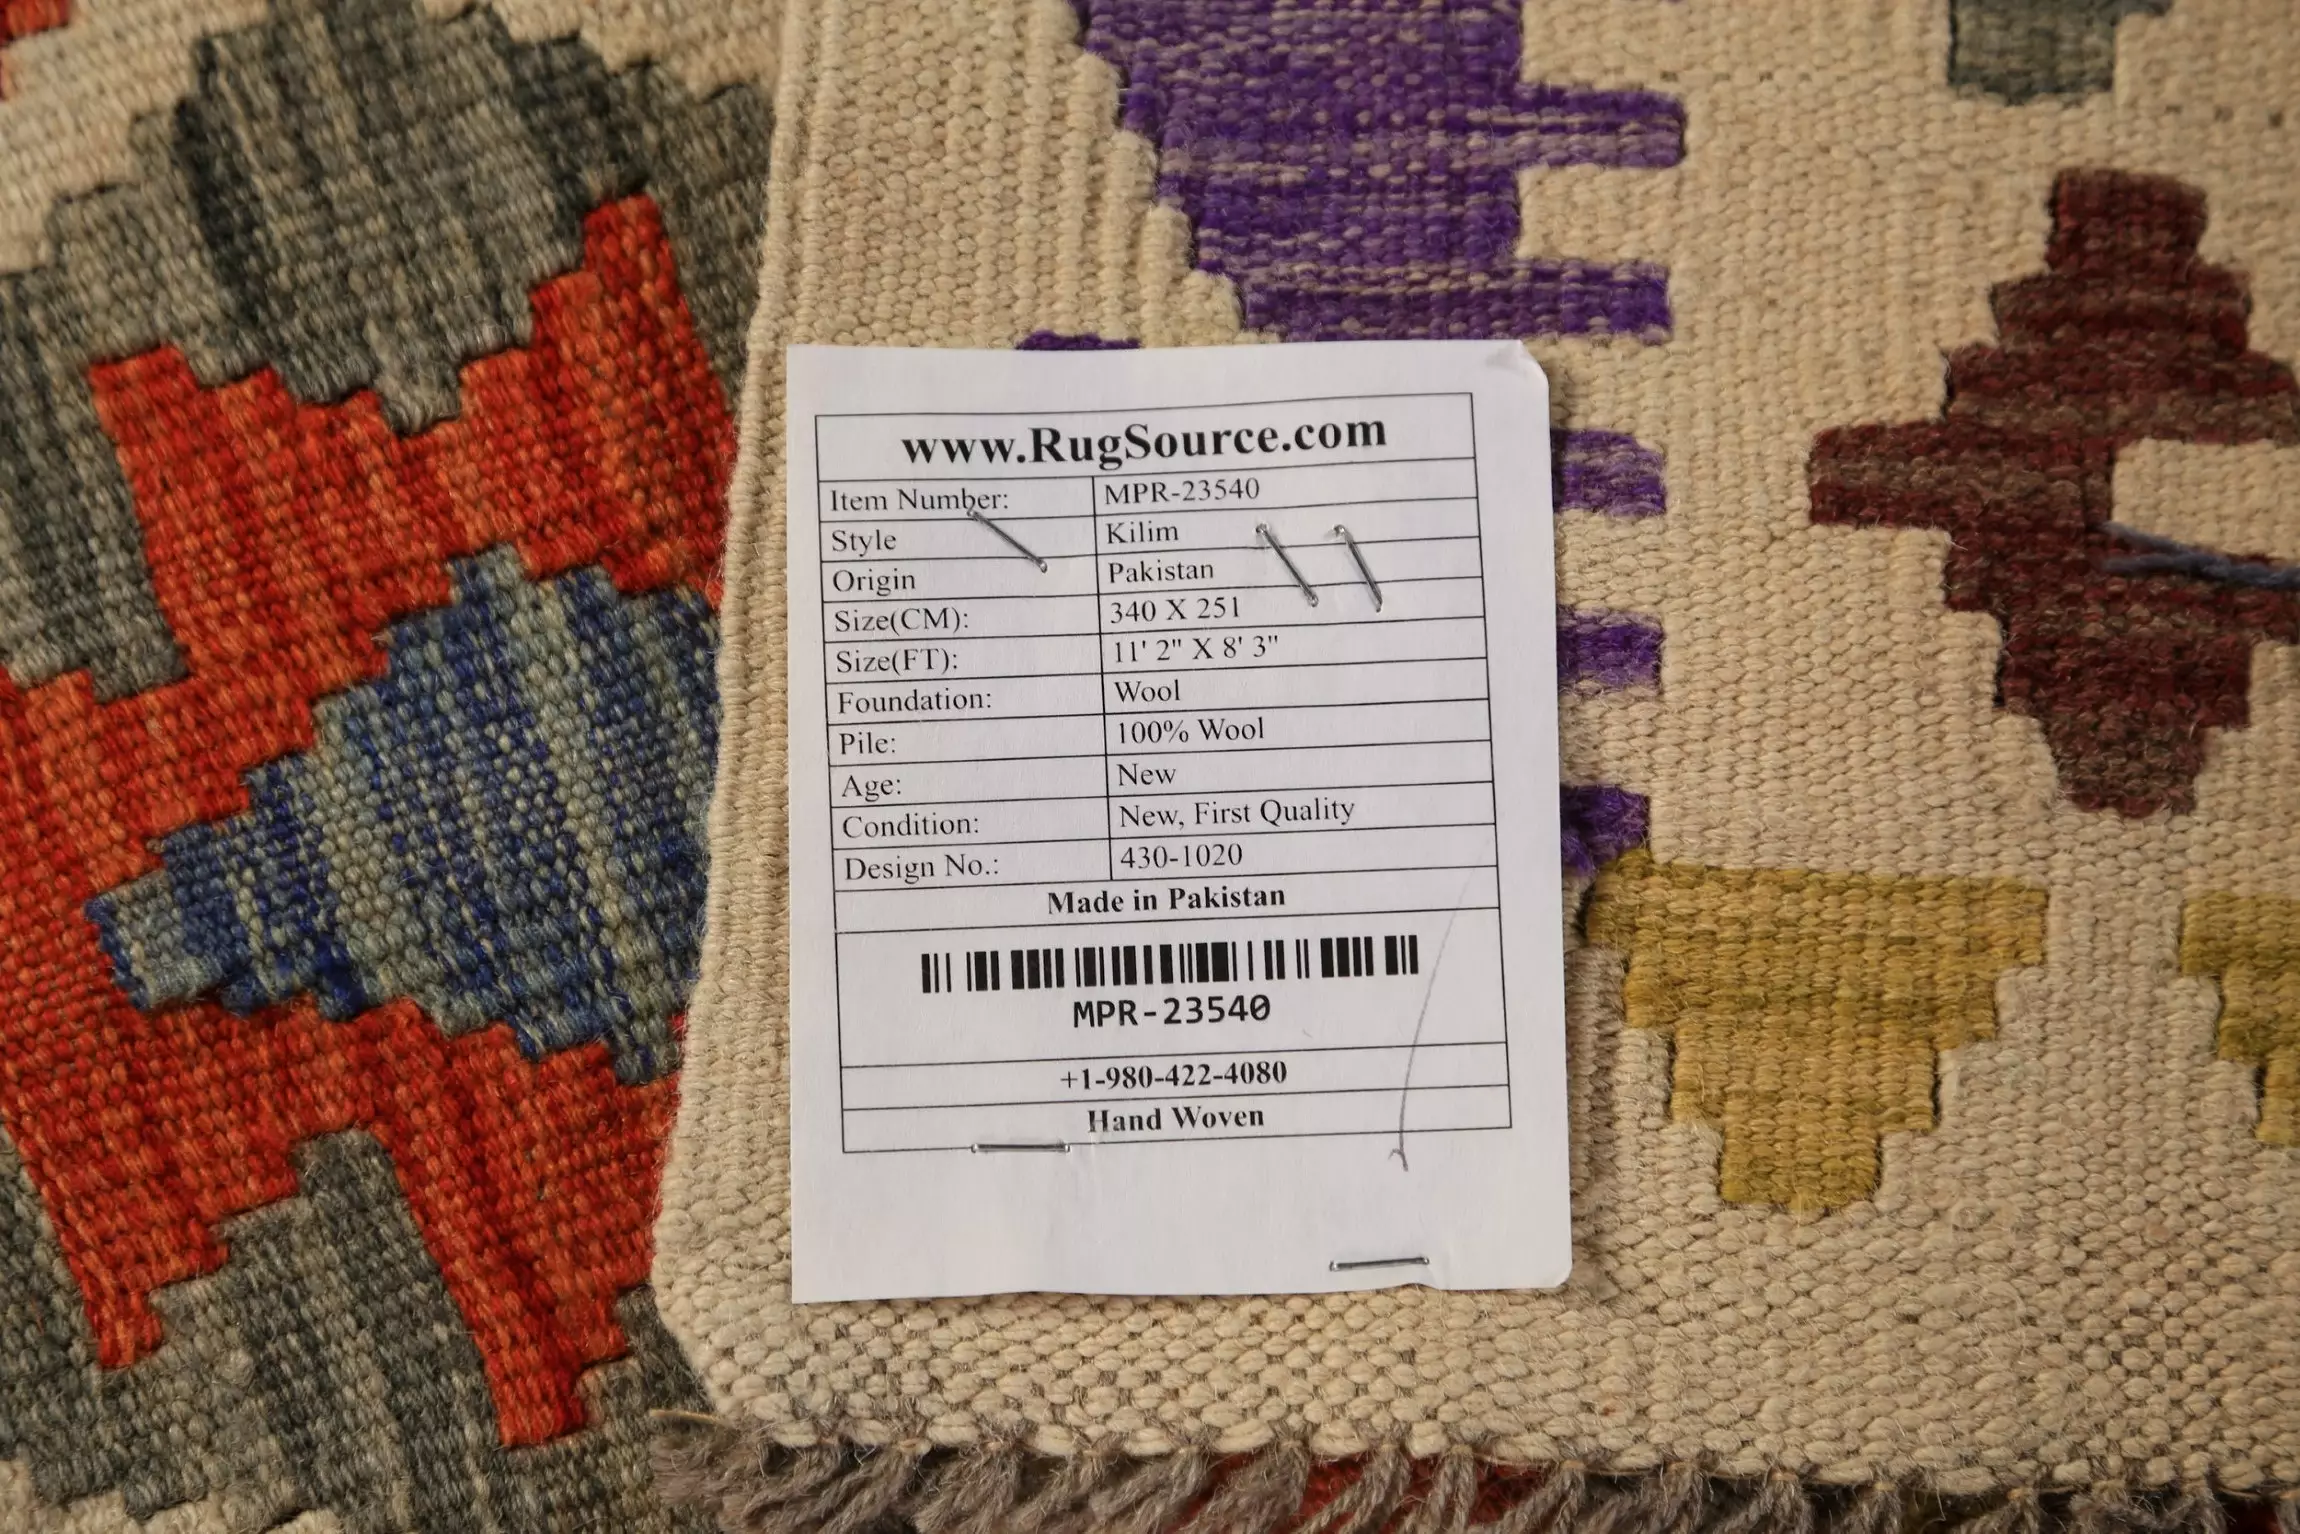 www.RugSource.com
Item Number: MPR-23540
Style Kilim
Origin Pakistan
Size(CM): 340 X 251
Size(FT): 11' 2" X 8' 3"
Foundation: Wool
Pile: 100% Wool
Age: New
Condition: New, First Quality
Design No.: 430-1020
Made in Pakistan
MPR-23540
+1-980-422-4080
Hand Woven